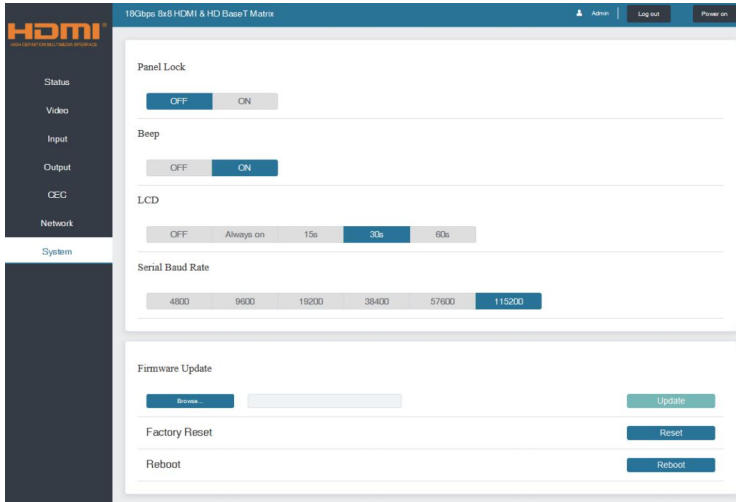 18Gbps 8x8 HDMI & HD BaseT Matrix
Admin
Log out
Power on
HDMI®
HIGH-DEFINITION MULTIMEDIA INTERFACE
Status
Video
Input
Output
CEC
Network
System
Panel Lock
OFF ON
Beep
OFF ON
LCD
OFF Always on 15s 30s 60s
Serial Baud Rate
4800 9600 19200 38400 57600 115200
Firmware Update
Browse... Update
Factory Reset Reset
Reboot Reboot